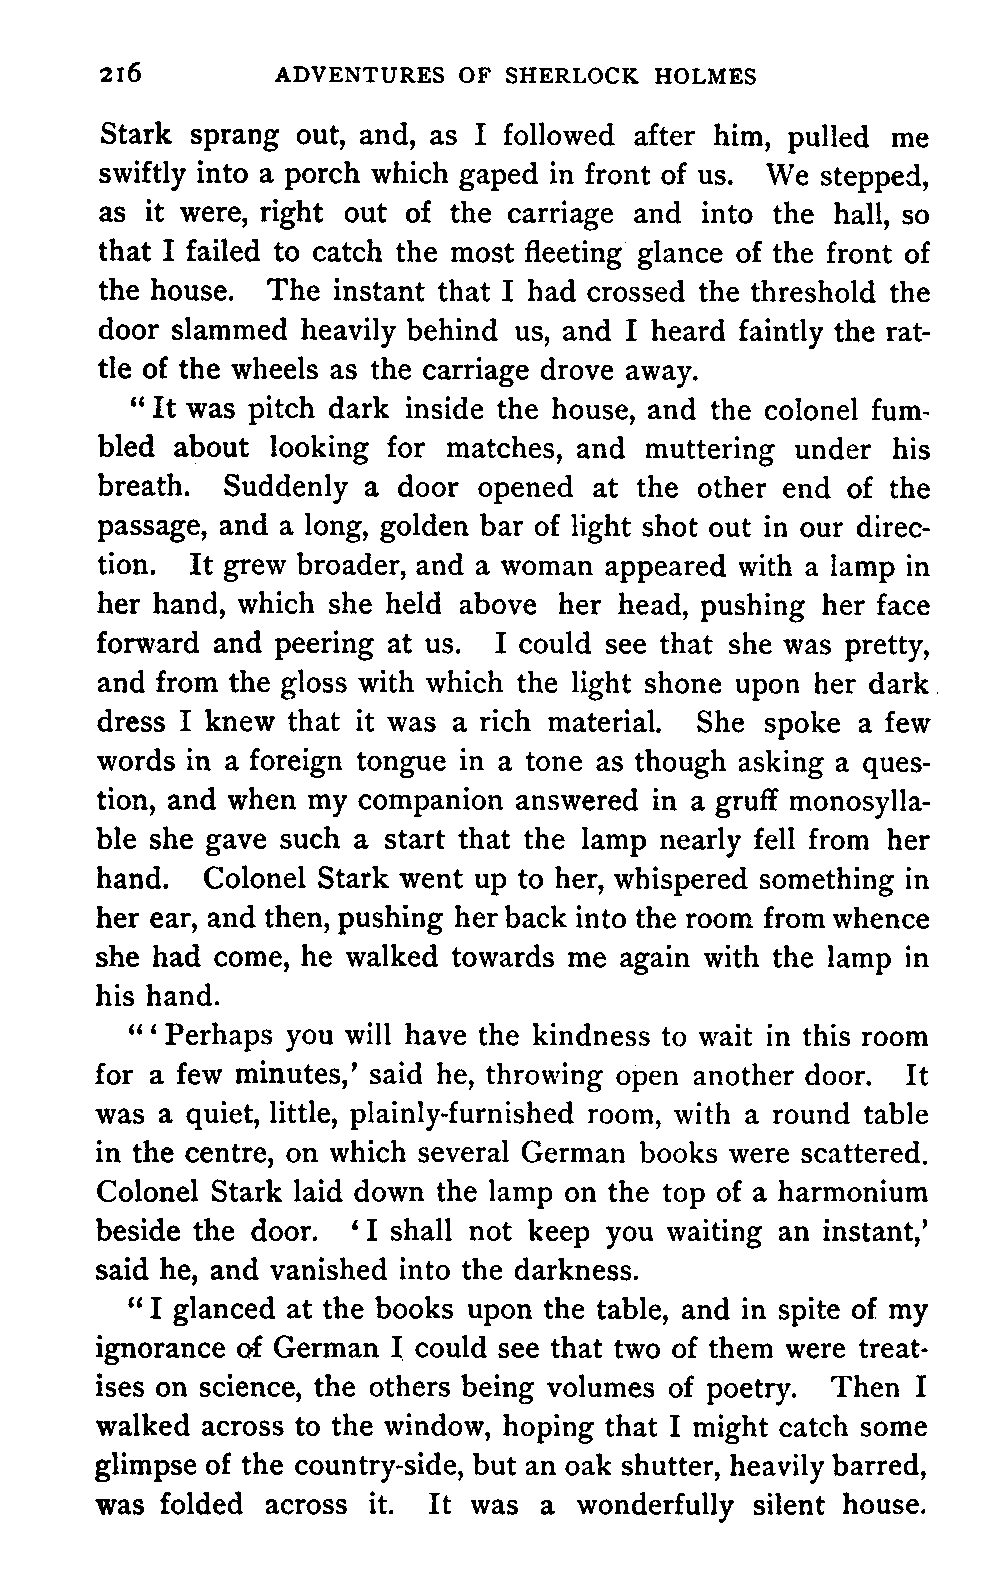 216 ADVENTURES OF SHERLOCK HOLMES
Stark sprang out, and, as I followed after him, pulled me
swiftly into a porch which gaped in front of us. We stepped,
as it were, right out of the carriage and into the hall, so
that I failed to catch the most fleeting glance of the front of
the house. The instant that I had crossed the threshold the
door slammed heavily behind us, and I heard faintly the rat-
tle of the wheels as the carriage drove away.
“ It was pitch dark inside the house, and the colonel fum-
bled about looking for matches, and muttering under his
breath. Suddenly a door opened at the other end of the
passage, and a long, golden bar of light shot out in our direc-
tion. It grew broader, and a woman appeared with a lamp in
her hand, which she held above her head, pushing her face
forward and peering at us. I could see that she was pretty,
and from the gloss with which the light shone upon her dark
dress I knew that it was a rich material. She spoke a few
words in a foreign tongue in a tone as though asking a ques-
tion, and when my companion answered in a gruff monosylla-
ble she gave such a start that the lamp nearly fell from her
hand. Colonel Stark went up to her, whispered something in
her ear, and then, pushing her back into the room from whence
she had come, he walked towards me again with the lamp in
his hand.
“ ‘ Perhaps you will have the kindness to wait in this room
for a few minutes,’ said he, throwing open another door. It
was a quiet, little, plainly-furnished room, with a round table
in the centre, on which several German books were scattered.
Colonel Stark laid down the lamp on the top of a harmonium
beside the door. ‘ I shall not keep you waiting an instant,’
said he, and vanished into the darkness.
“ I glanced at the books upon the table, and in spite of my
ignorance of German I could see that two of them were treat-
ises on science, the others being volumes of poetry. Then I
walked across to the window, hoping that I might catch some
glimpse of the country-side, but an oak shutter, heavily barred,
was folded across it. It was a wonderfully silent house.